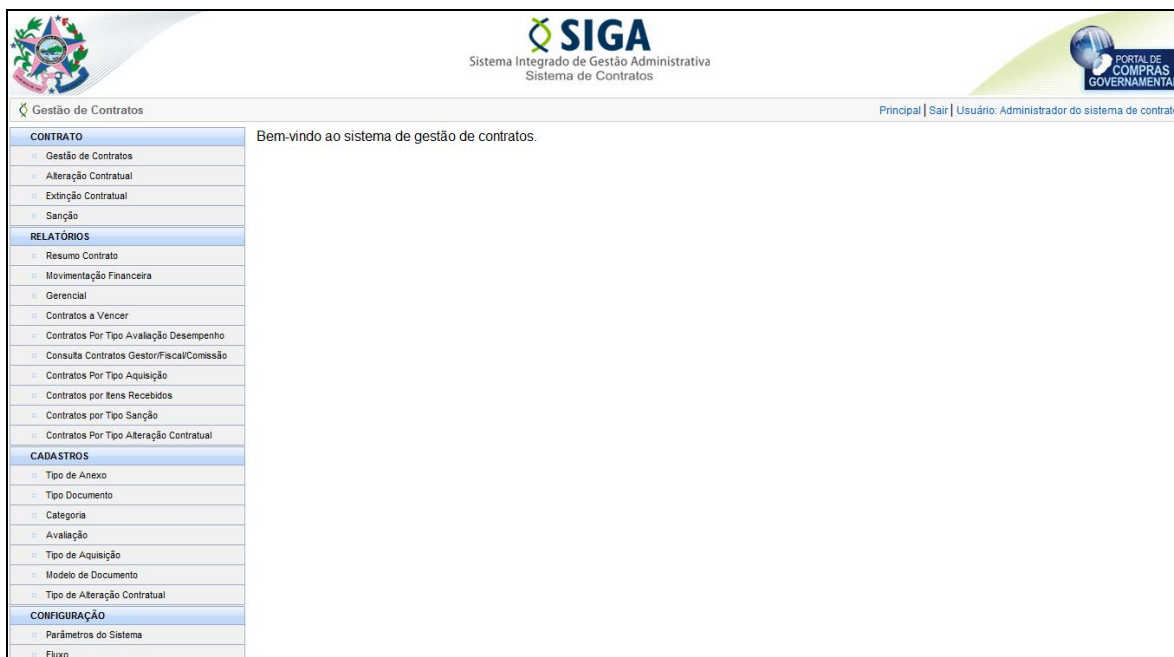 SIGA
Sistema Integrado de Gestão Administrativa
Sistema de Contratos
PORTAL DE
COMPRAS
GOVERNAMENTA
Gestão de Contratos
Principal | Sair | Usuário: Administrador do sistema de contrat
CONTRATO
Gestão de Contratos
Alteração Contratual
Extinção Contratual
Sanção
RELATÓRIOS
Resumo Contrato
Movimentação Financeira
Gerencial
Contratos a Vencer
Contratos Por Tipo Avaliação Desempenho
Consulta Contratos Gestor/Fiscal/Comissão
Contratos Por Tipo Aquisição
Contratos por Itens Recebidos
Contratos por Tipo Sanção
Contratos Por Tipo Alteração Contratual
CADASTROS
Tipo de Anexo
Tipo Documento
Categoria
Avaliação
Tipo de Aquisição
Modelo de Documento
Tipo de Alteração Contratual
CONFIGURAÇÃO
Parâmetros do Sistema
Fluxo
Bem-vindo ao sistema de gestão de contratos.